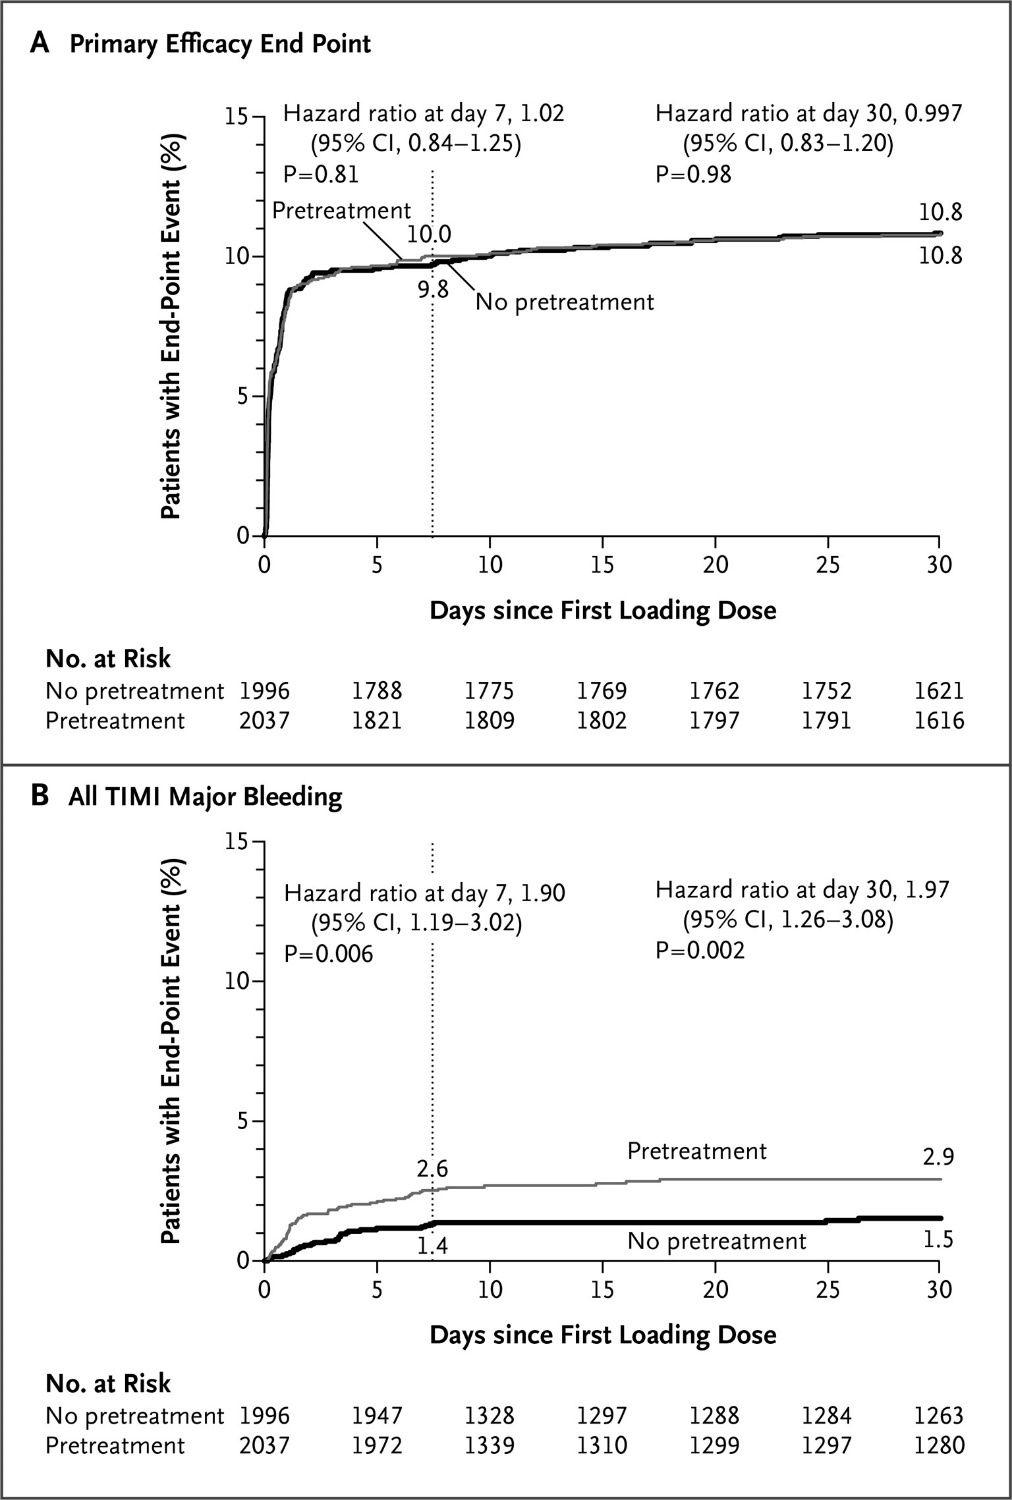 A Primary Efficacy End Point
Hazard ratio at day 7, 1.02
(95% CI, 0.84–1.25)
P=0.81
Hazard ratio at day 30, 0.997
(95% CI, 0.83–1.20)
P=0.98
Patients with End-Point Event (%)
15
10
5
0
Pretreatment
10.0
9.8
No pretreatment
10.8
10.8
0 5 10 15 20 25 30
Days since First Loading Dose
No. at Risk
No pretreatment 1996 1788 1775 1769 1762 1752 1621
Pretreatment 2037 1821 1809 1802 1797 1791 1616
B All TIMI Major Bleeding
Hazard ratio at day 7, 1.90
(95% CI, 1.19–3.02)
P=0.006
Hazard ratio at day 30, 1.97
(95% CI, 1.26–3.08)
P=0.002
Patients with End-Point Event (%)
15
10
5
0
2.6
1.4
Pretreatment
2.9
No pretreatment
1.5
0 5 10 15 20 25 30
Days since First Loading Dose
No. at Risk
No pretreatment 1996 1947 1328 1297 1288 1284 1263
Pretreatment 2037 1972 1339 1310 1299 1297 1280